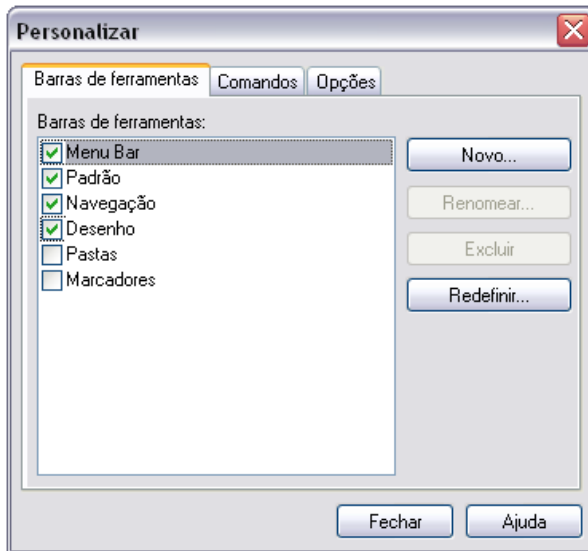 Personalizar
Barras de ferramentas
Comandos
Opções
Barras de ferramentas:
Menu Bar
Padrão
Navegação
Desenho
Pastas
Marcadores
Novo...
Renomear...
Excluir
Redefinir...
Fechar
Ajuda